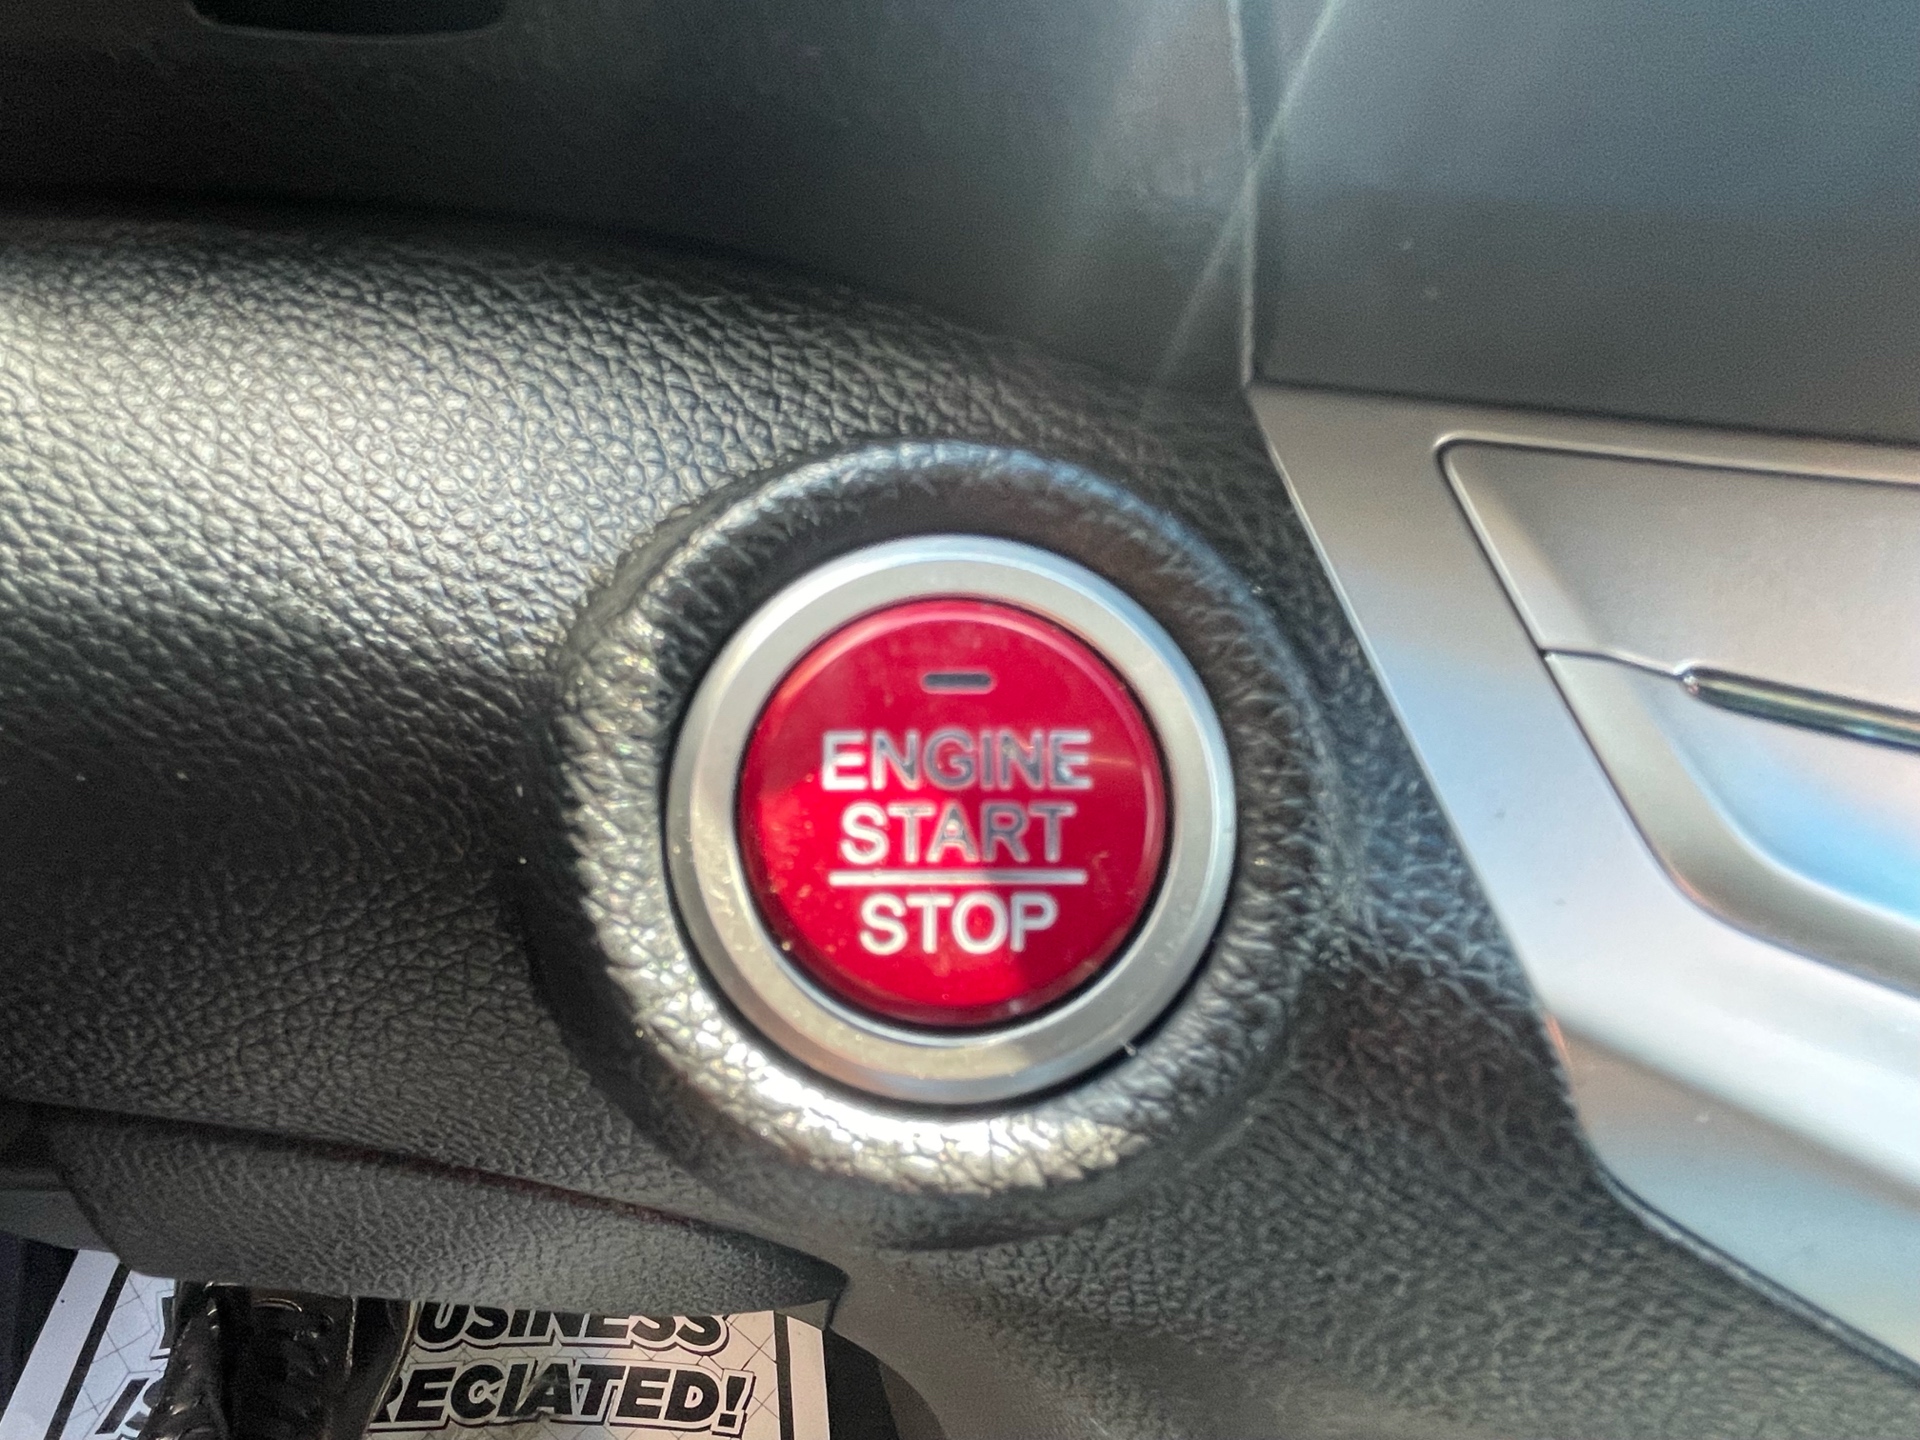 ENGINE
START
STOP
USINESS
RECIATED!